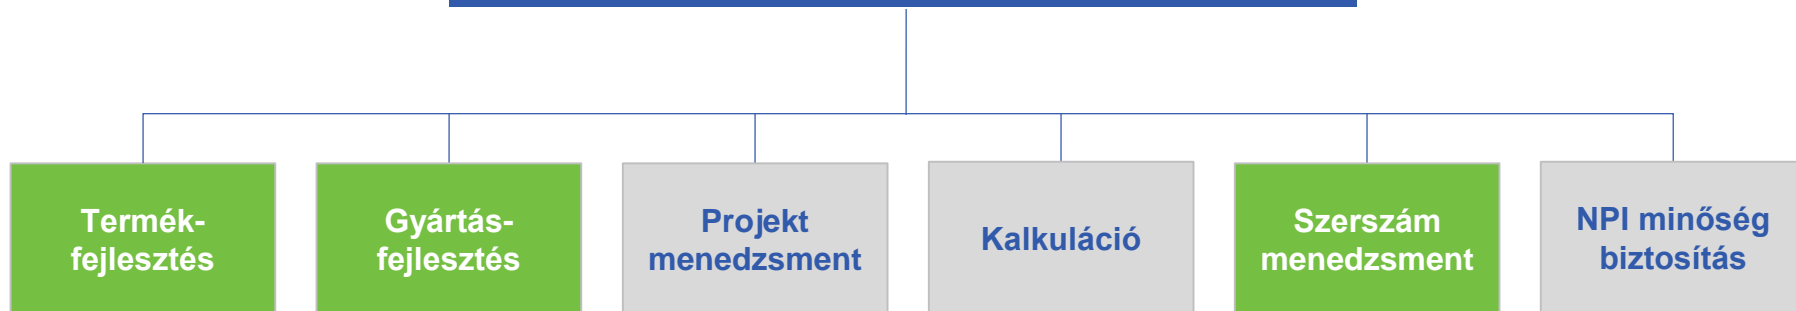 Termék-
fejlesztés
Gyártás-
fejlesztés
Projekt
menedzsment
Kalkuláció
Szerszám
menedzsment
NPI minőség
biztosítás